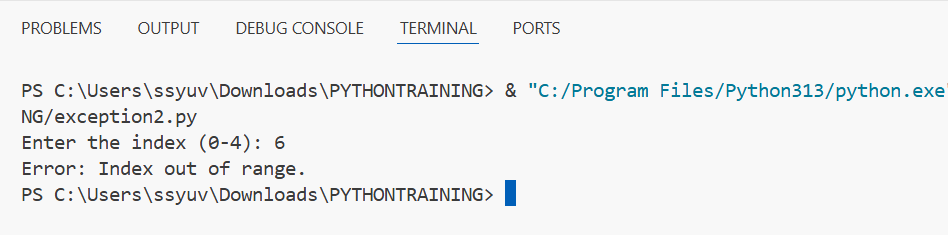 PROBLEMS OUTPUT DEBUG CONSOLE TERMINAL PORTS
PS C:\Users\ssyuv\Downloads\PYTHONTRAINING> & "C:/Program Files/Python313/python.exe"
NG/exception2.py
Enter the index (0-4): 6
Error: Index out of range.
PS C:\Users\ssyuv\Downloads\PYTHONTRAINING>